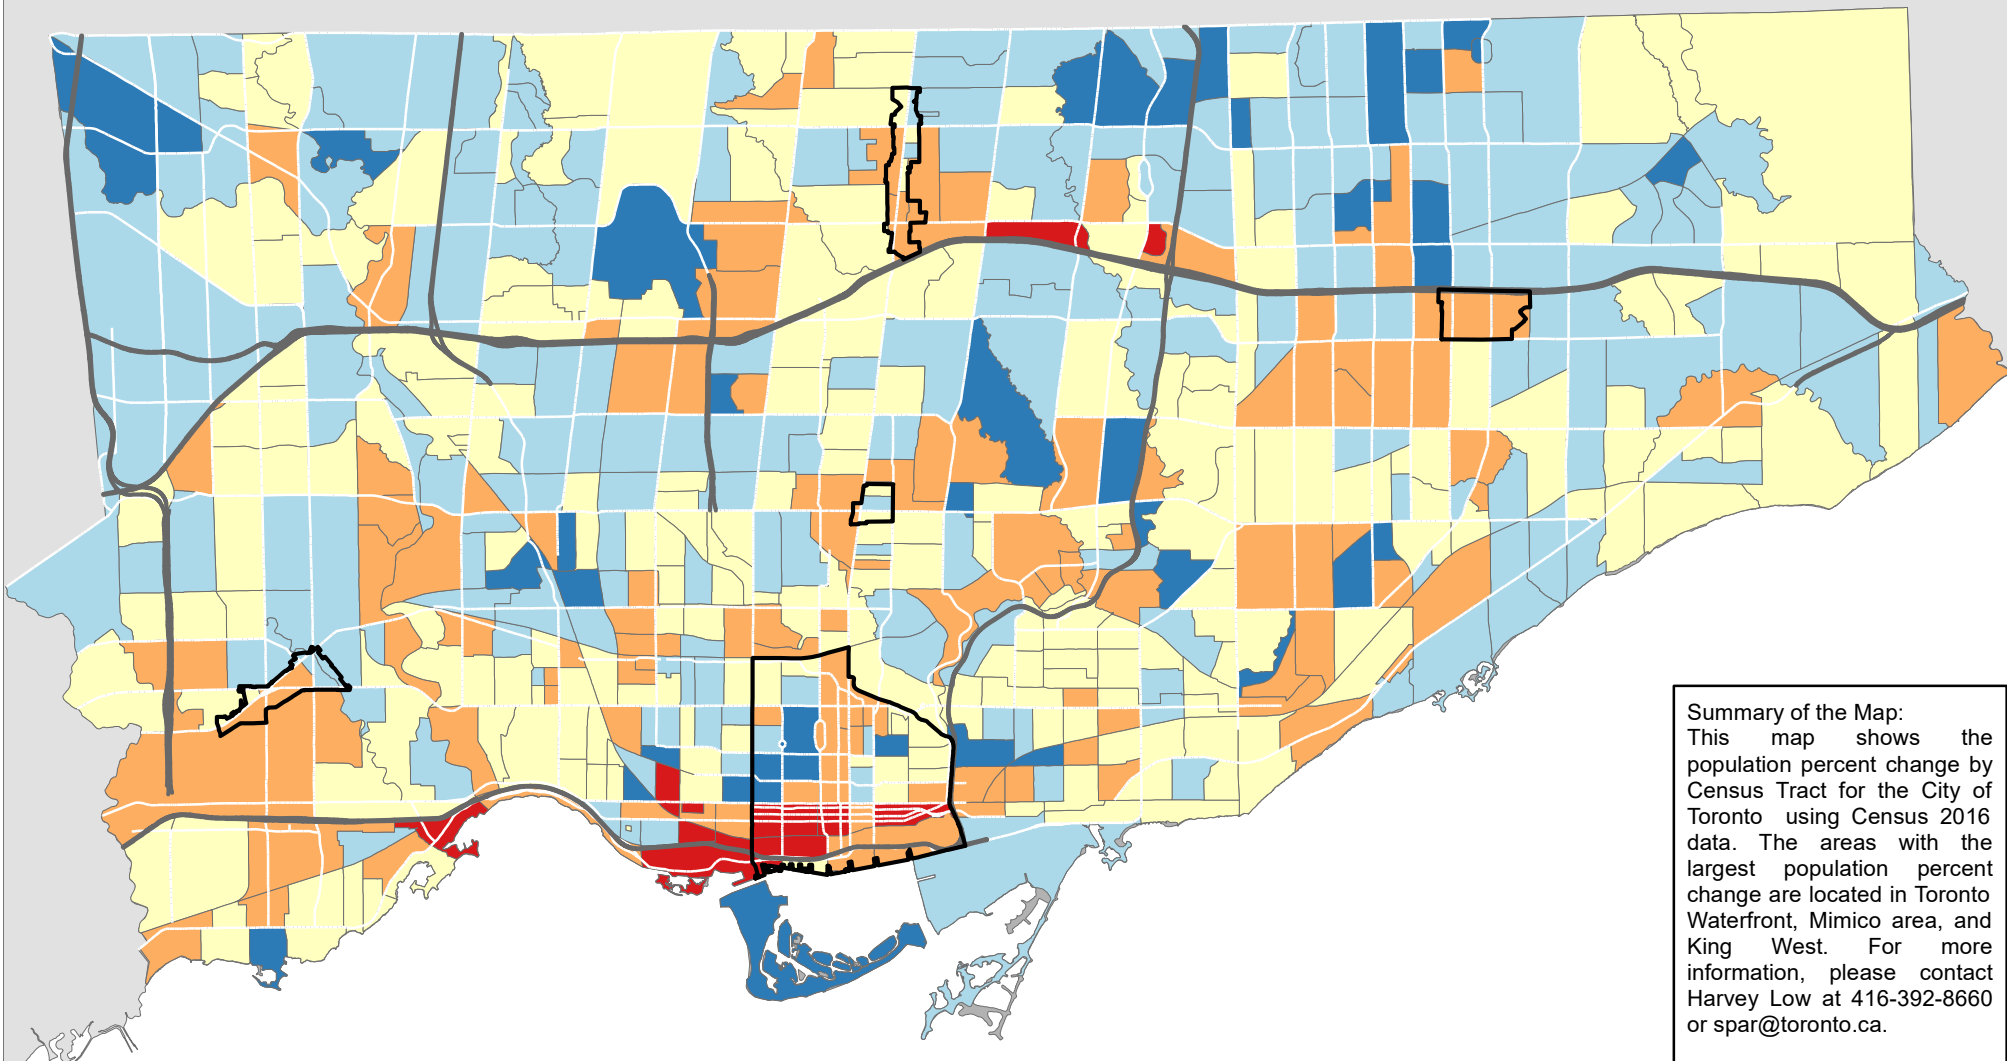 Summary of the Map:
This map shows the
population percent change by
Census Tract for the City of
Toronto using Census 2016
data. The areas with the
largest population percent
change are located in Toronto
Waterfront, Mimico area, and
King West. For more
information, please contact
Harvey Low at 416-392-8660
or spar@toronto.ca.